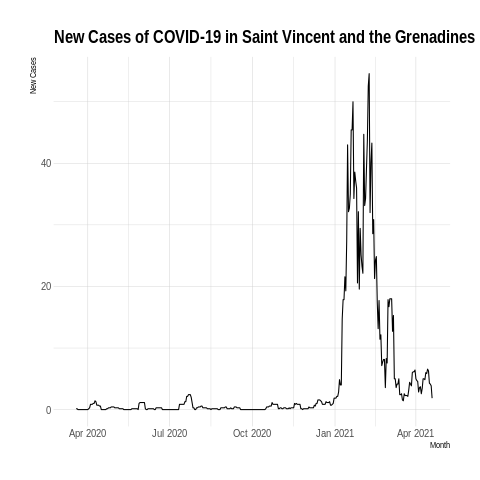 New Cases of COVID-19 in Saint Vincent and the Grenadines
New Cases
40
20
0
Apr 2020 Jul 2020 Oct 2020 Jan 2021 Apr 2021
Month